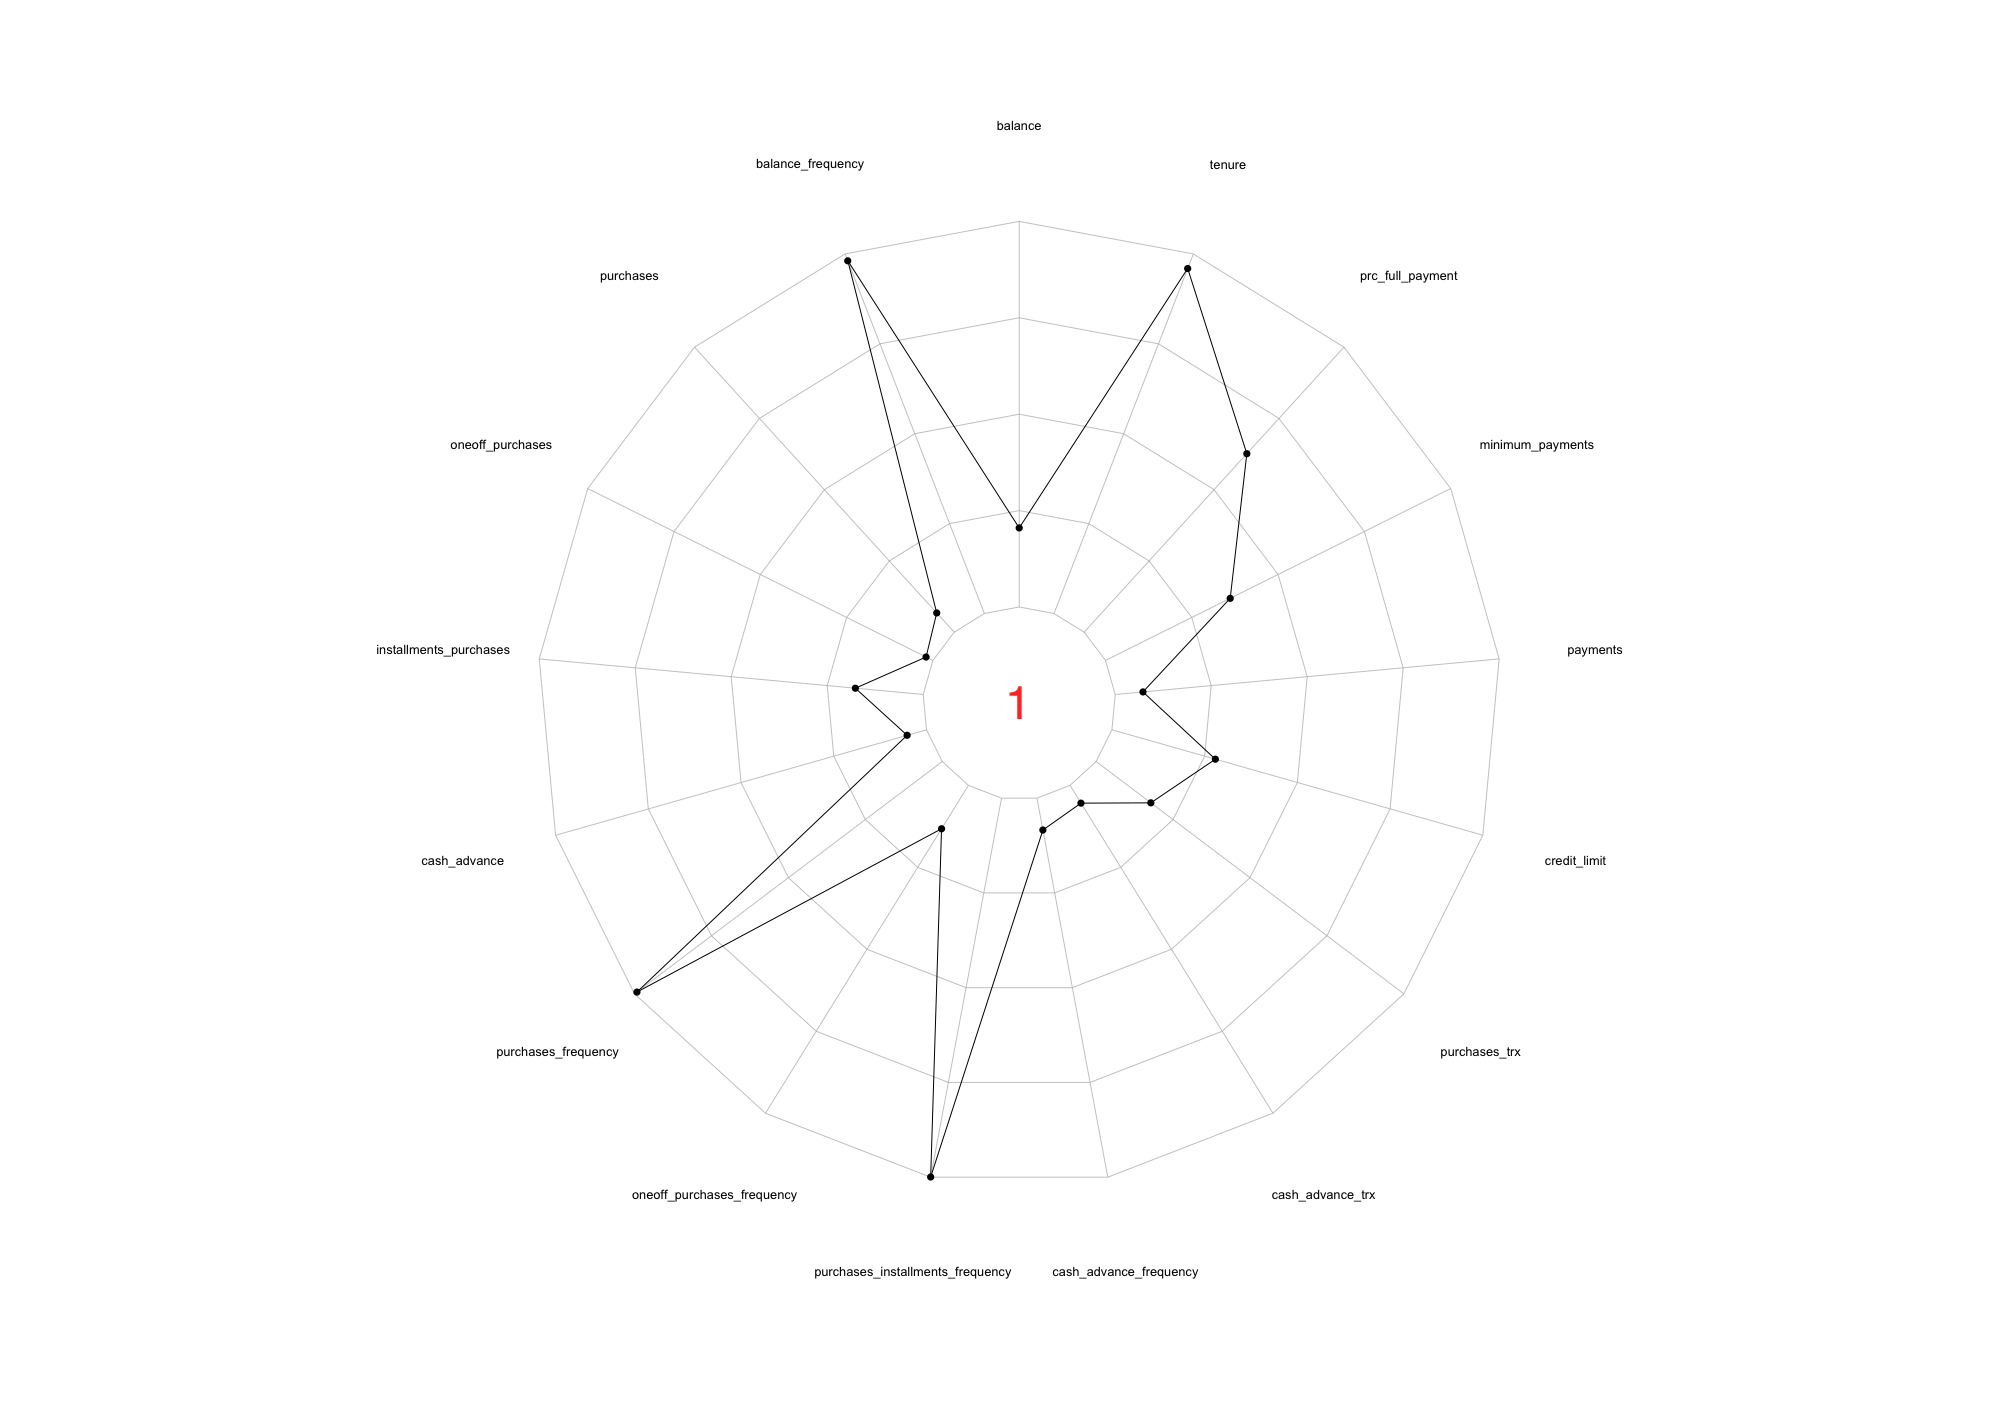 balance
balance_frequency
tenure
purchases
prc_full_payment
oneoff_purchases
minimum_payments
installments_purchases
payments
1
cash_advance
credit_limit
purchases_frequency
purchases_trx
oneoff_purchases_frequency
cash_advance_trx
purchases_installments_frequency
cash_advance_frequency